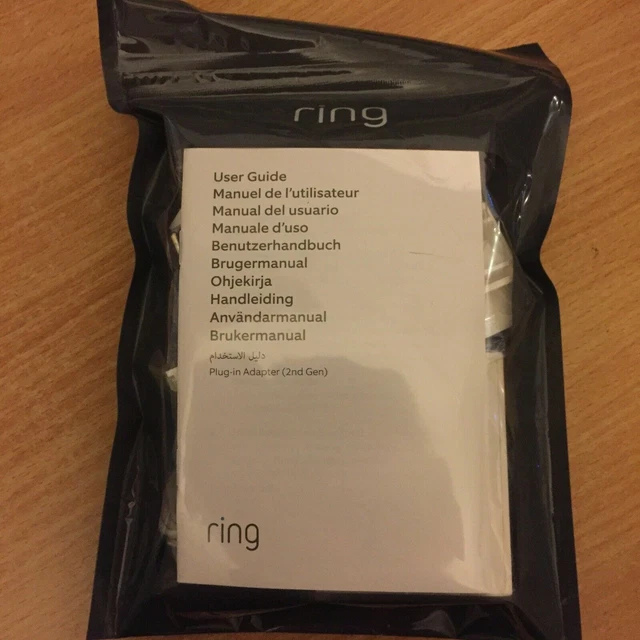 ring
User Guide
Manuel de l'utilisateur
Manual del usuario
Manuale d'uso
Benutzerhandbuch
Brugermanual
Ohjekirja
Handleiding
Användarmanual
Brukermanual
دليل الاستخدام
Plug-in Adapter (2nd Gen)
ring